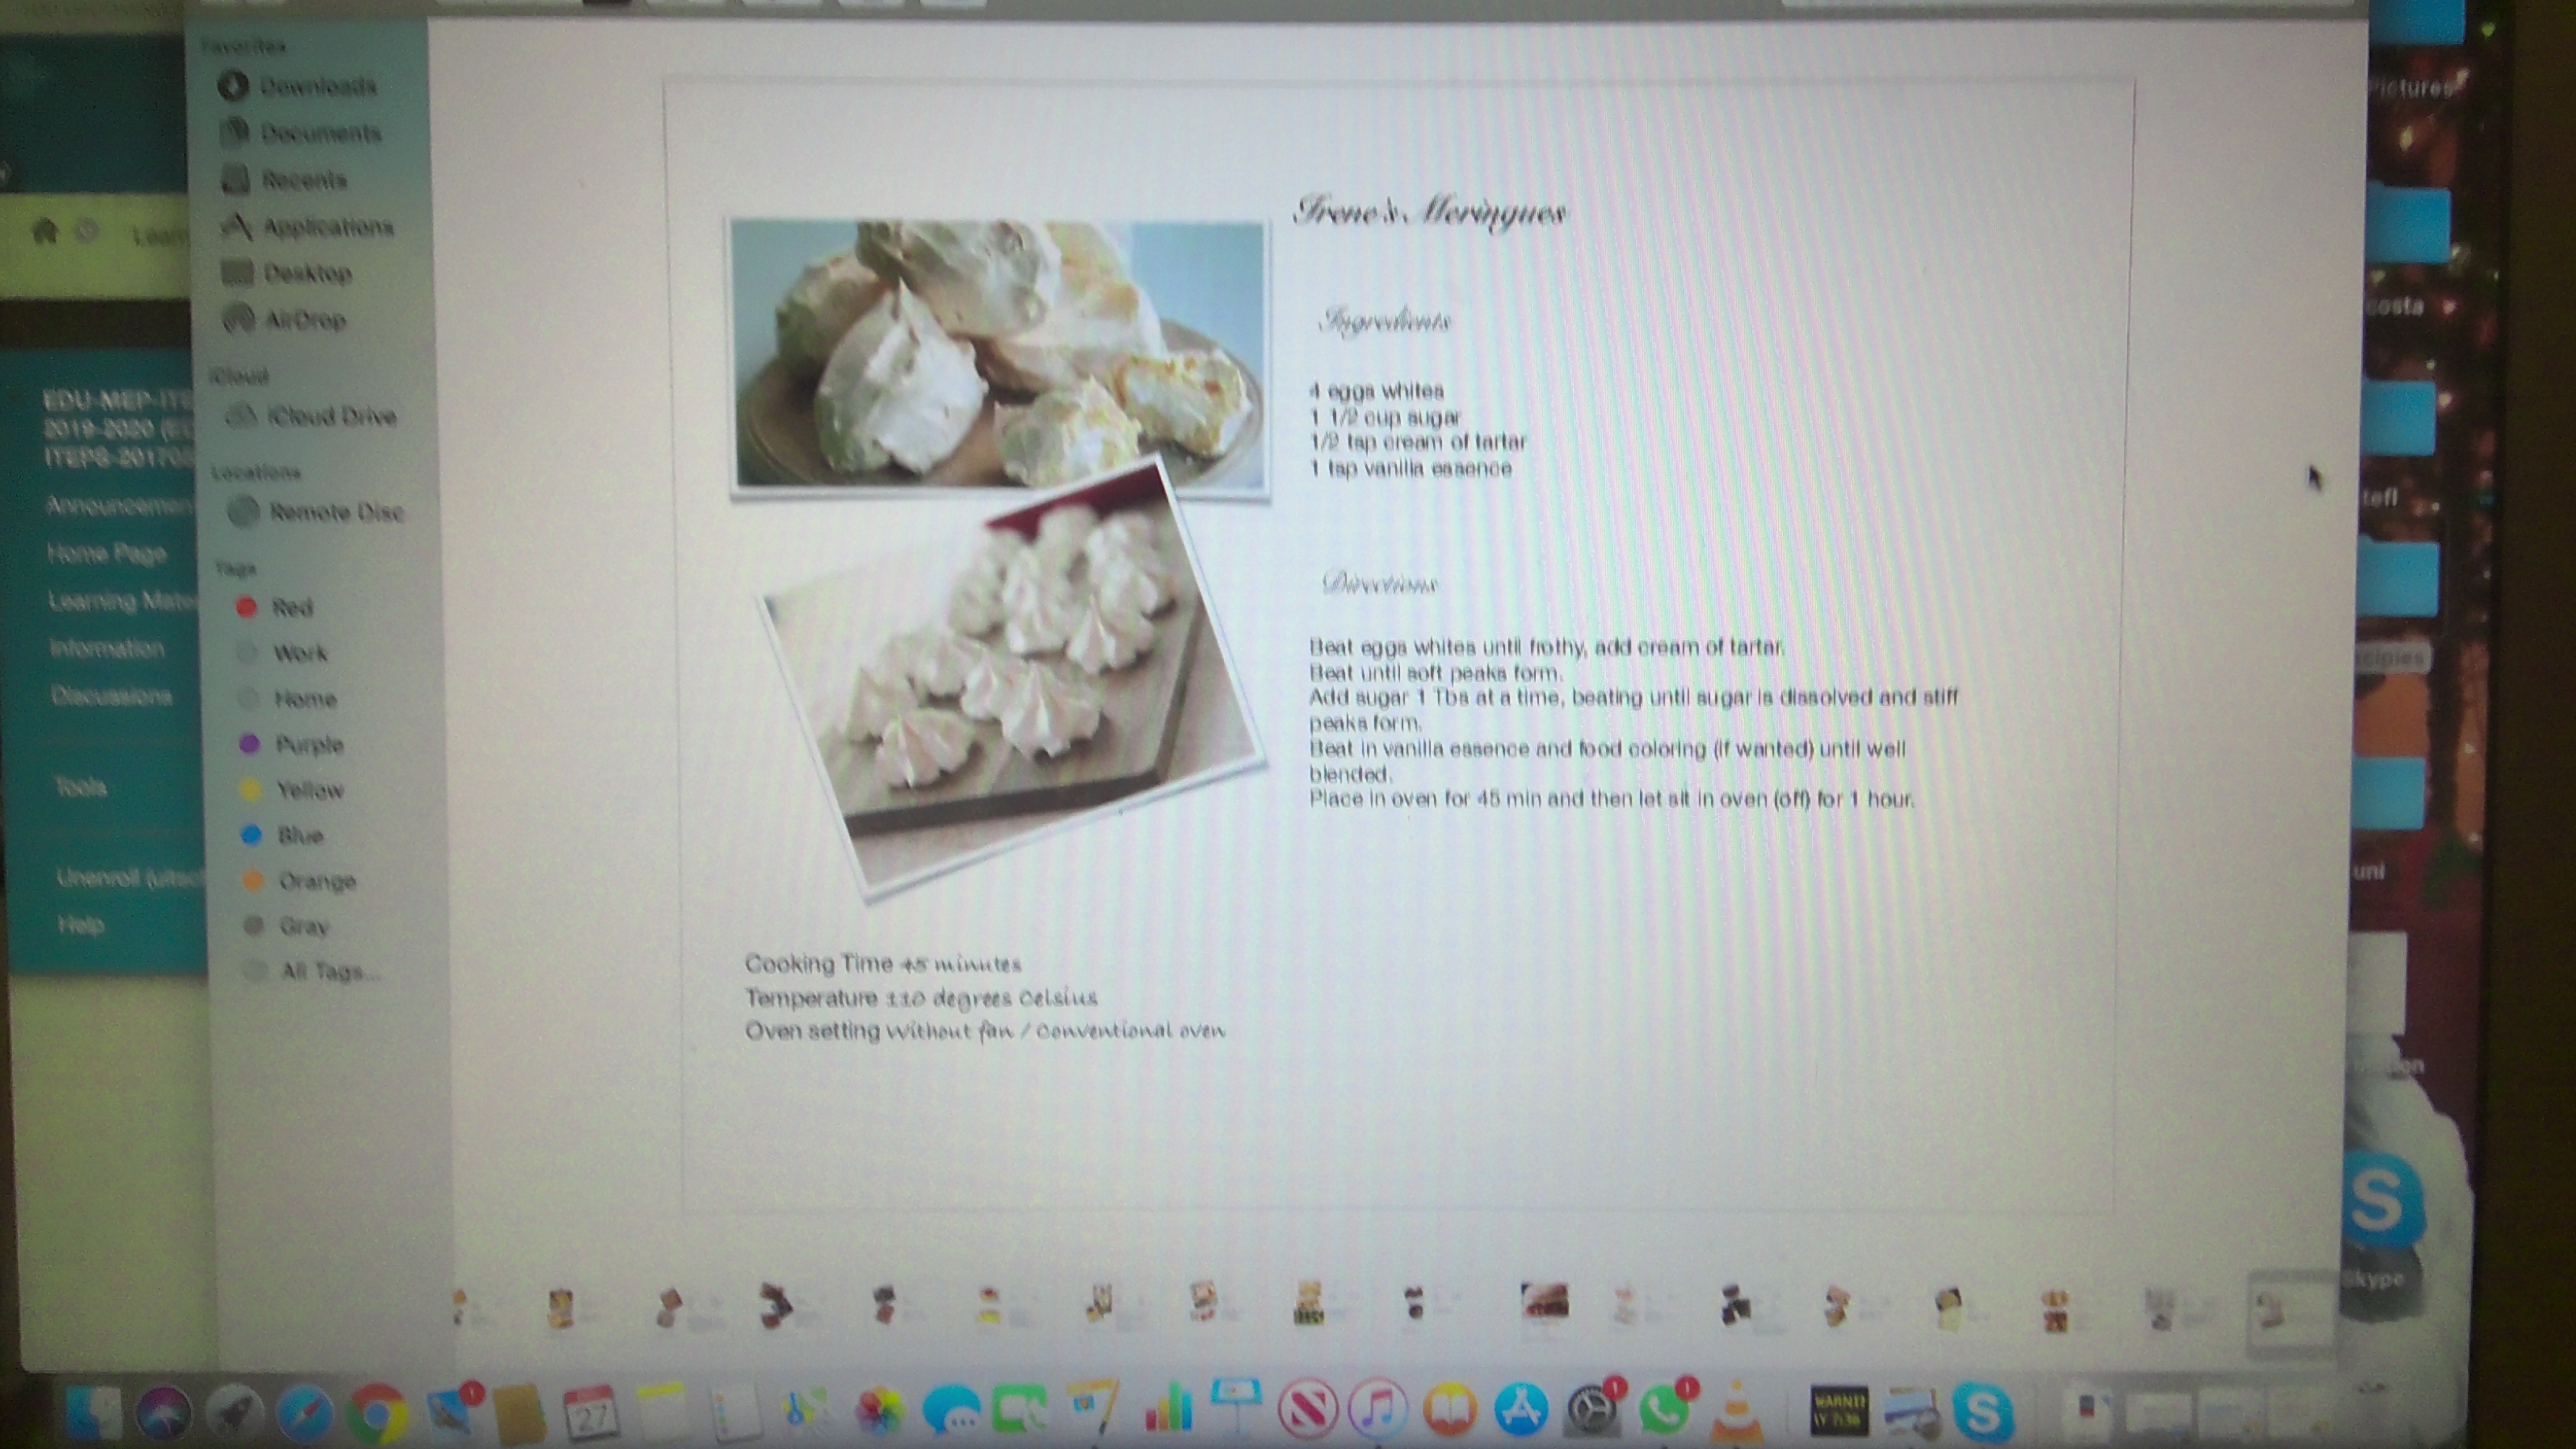 Favorites
Downloads
Documents
Recents
Applications
Desktop
AirDrop
iCloud
iCloud Drive
Locations
Remote Disc
Tags
Red
Work
Home
Purple
Yellow
Blue
Orange
Gray
All Tags...
EDU-MEP-ITE
2019-2020
ITEPS-20170
Announcemen
Home Page
Learning Mate
Information
Discussions
Tools
Unenroll
Help
Irene's Meringues
Ingredients
4 eggs whites
1 1/2 cup sugar
1/2 tsp cream of tartar
1 tsp vanilla essence
Directions
Beat eggs whites until frothy, add cream of tartar.
Beat until soft peaks form.
Add sugar 1 Tbs at a time, beating until sugar is dissolved and stiff
peaks form.
Beat in vanilla essence and food coloring (if wanted) until well
blended.
Place in oven for 45 min and then let sit in oven (off) for 1 hour.
Cooking Time 45 minutes
Temperature 110 degrees Celsius
Oven setting Without fan / Conventional oven
Pictures
costa
tefl
uni
Skype
27